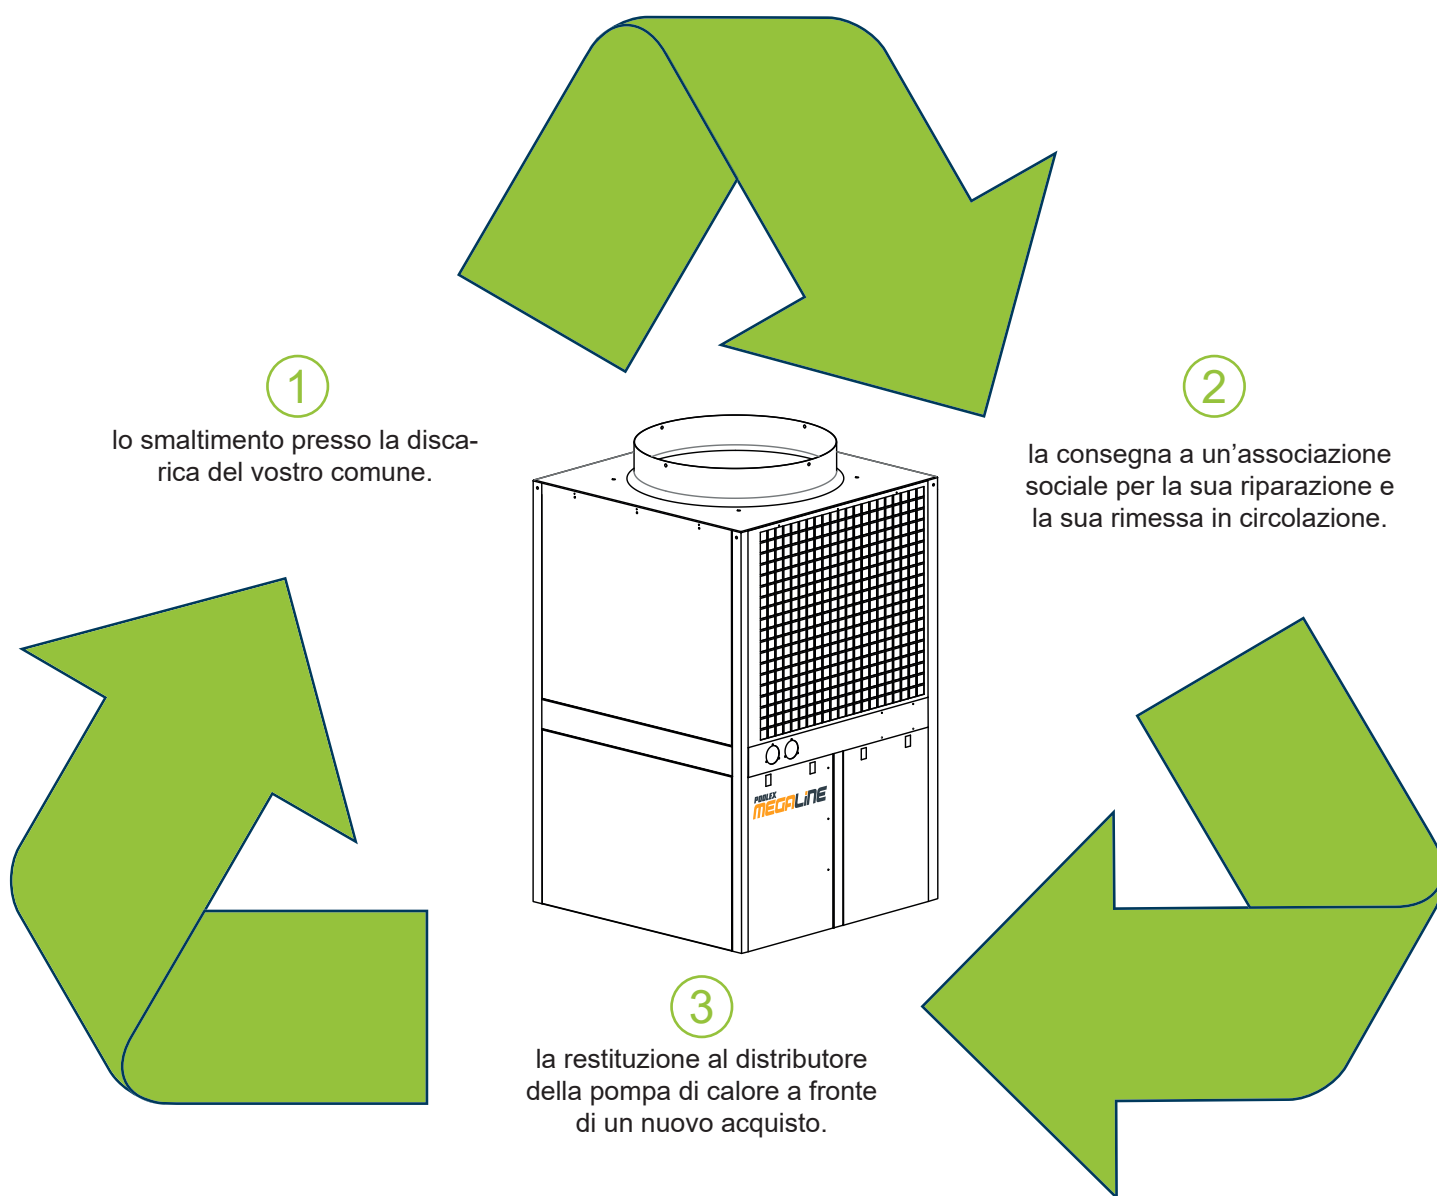 1
lo smaltimento presso la disca-
rica del vostro comune.
2
la consegna a un’associazione
sociale per la sua riparazione e
la sua rimessa in circolazione.
POOLEX
MEGALiNE
3
la restituzione al distributore
della pompa di calore a fronte
di un nuovo acquisto.